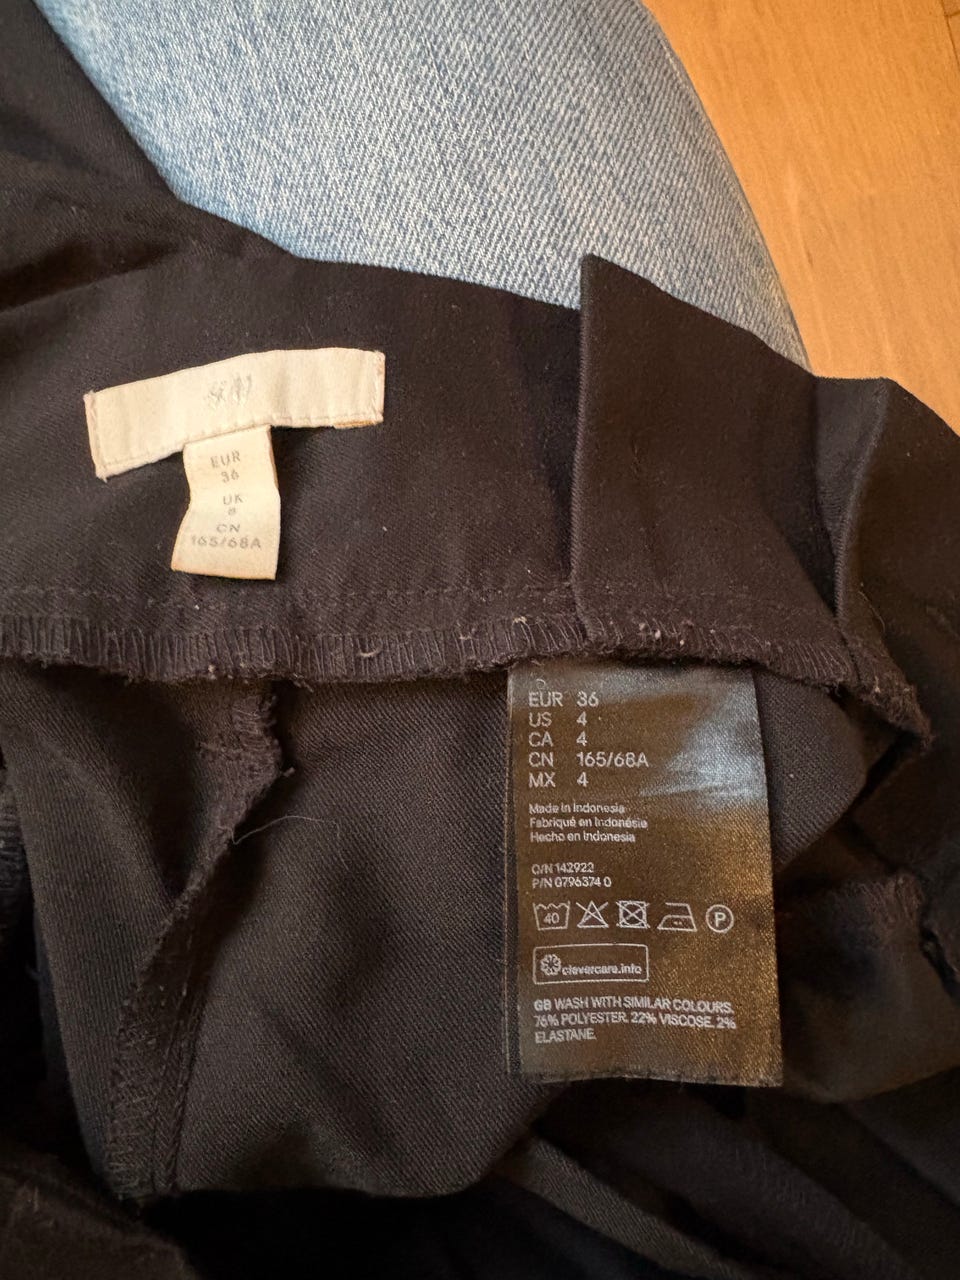 EUR
36
UK
8
CN
165/68A
EUR 36
US 4
CA 4
CN 165/68A
MX 4
Made in Indonesia
Fabriqué en Indonésie
Hecho en Indonesia
O/N 142922
P/N 0796374 0
40 P
clevercare.info
GB WASH WITH SIMILAR COLOURS.
76% POLYESTER. 22% VISCOSE. 2%
ELASTANE.